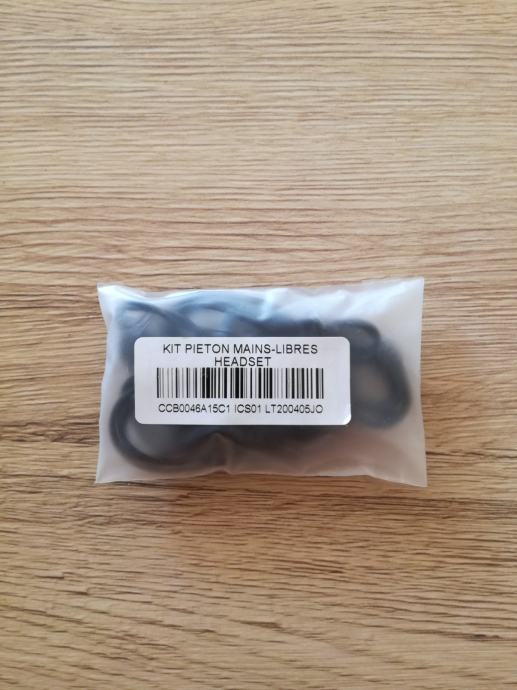 KIT PIETON MAINS-LIBRES
HEADSET
CCB0046A15C1 ICS01 LT200405JO